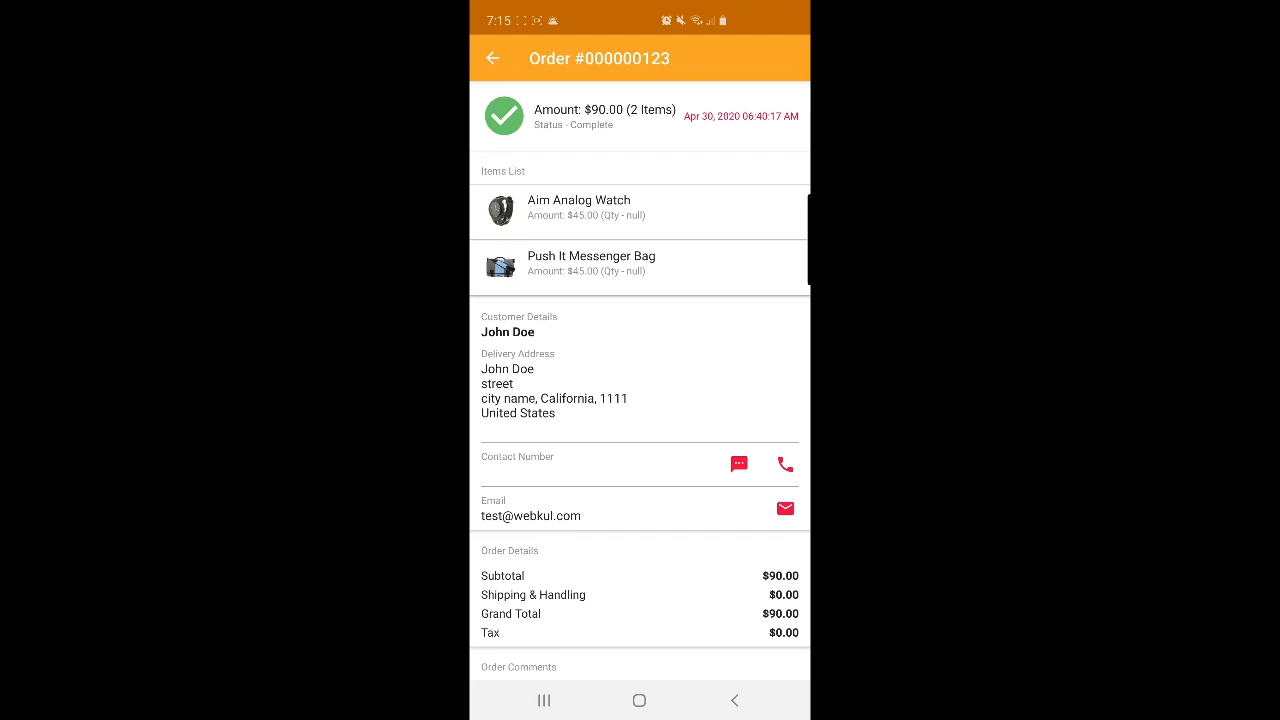 7:15
Order #000000123
Amount: $90.00 (2 Items)
Apr 30, 2020 06:40:17 AM
Status - Complete
Items List
Aim Analog Watch
Amount: $45.00 (Qty - null)
Push It Messenger Bag
Amount: $45.00 (Qty - null)
Customer Details
John Doe
Delivery Address
John Doe
street
city name, California, 1111
United States
Contact Number
Email
test@webkul.com
Order Details
Subtotal $90.00
Shipping & Handling $0.00
Grand Total $90.00
Tax $0.00
Order Comments